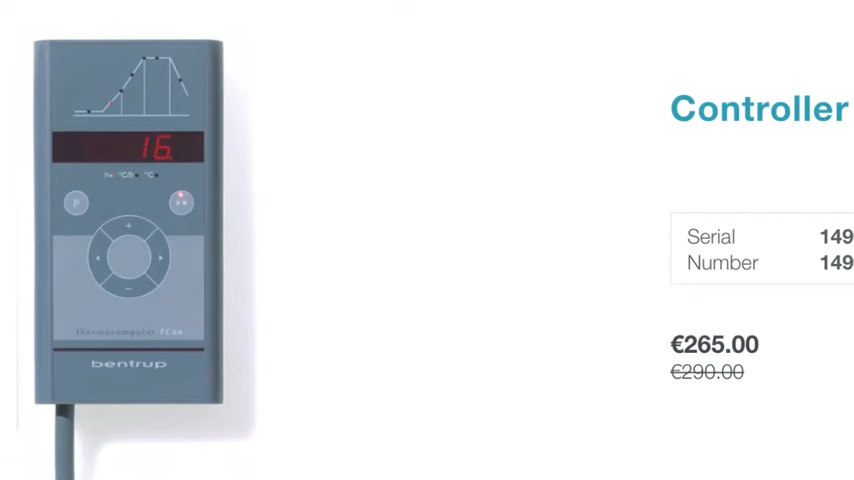 16.
h °C/h °C
P
+
−
Thermocomputer TC66
bentrup
Controller
Serial 149
Number 149
€265.00
€290.00